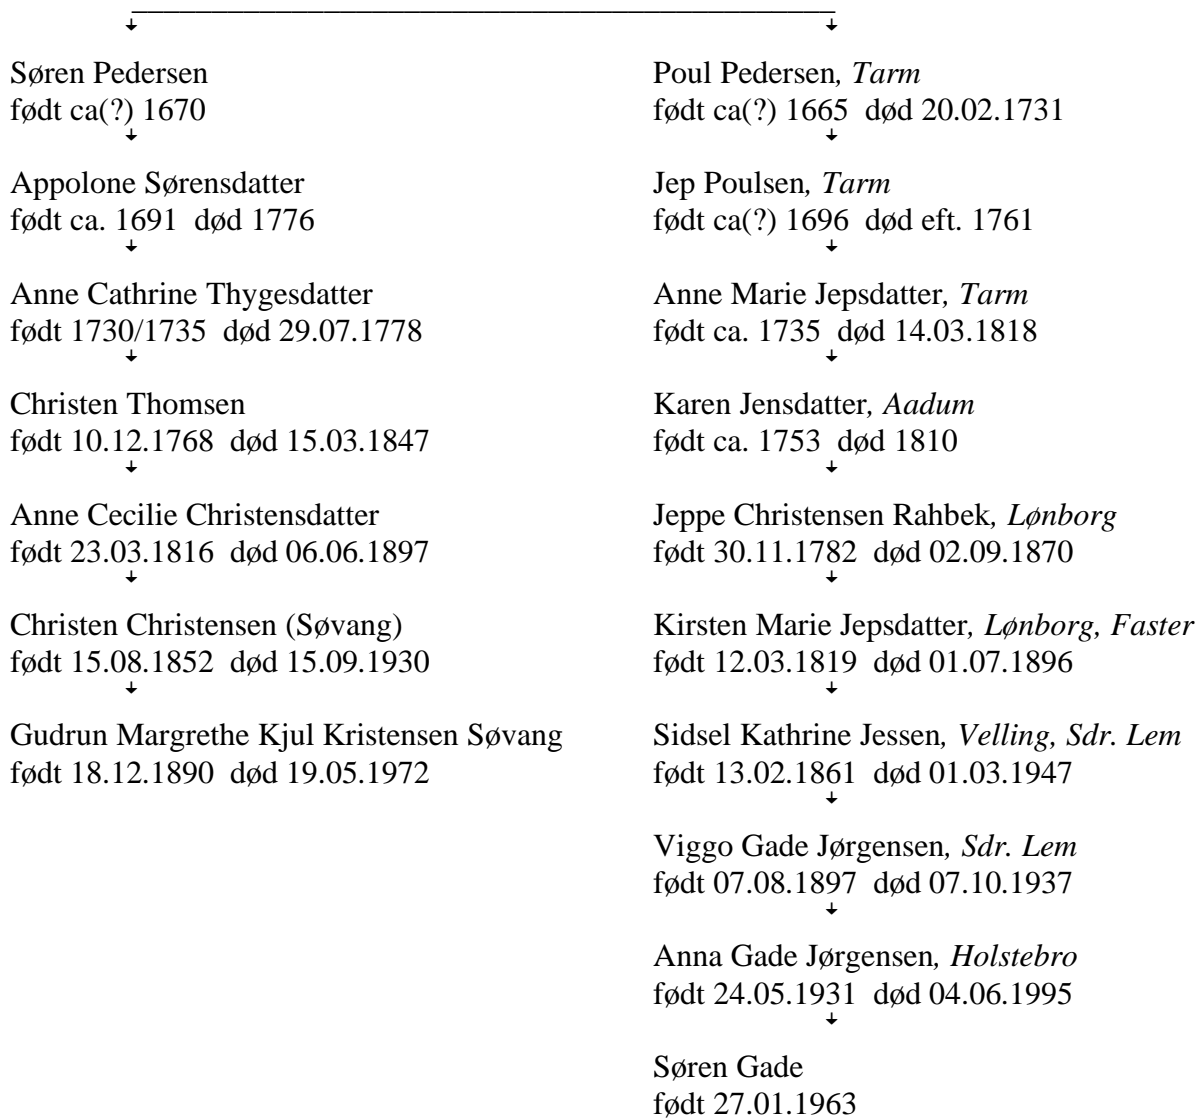 Søren Pedersen
født ca(?) 1670
Appolone Sørensdatter
født ca. 1691 død 1776
Anne Cathrine Thygesdatter
født 1730/1735 død 29.07.1778
Christen Thomsen
født 10.12.1768 død 15.03.1847
Anne Cecilie Christensdatter
født 23.03.1816 død 06.06.1897
Christen Christensen (Søvang)
født 15.08.1852 død 15.09.1930
Gudrun Margrethe Kjul Kristensen Søvang
født 18.12.1890 død 19.05.1972
Poul Pedersen, Tarm
født ca(?) 1665 død 20.02.1731
Jep Poulsen, Tarm
født ca(?) 1696 død eft. 1761
Anne Marie Jepsdatter, Tarm
født ca. 1735 død 14.03.1818
Karen Jensdatter, Aadum
født ca. 1753 død 1810
Jeppe Christensen Rahbek, Lønborg
født 30.11.1782 død 02.09.1870
Kirsten Marie Jepsdatter, Lønborg, Faster
født 12.03.1819 død 01.07.1896
Sidsel Kathrine Jessen, Velling, Sdr. Lem
født 13.02.1861 død 01.03.1947
Viggo Gade Jørgensen, Sdr. Lem
født 07.08.1897 død 07.10.1937
Anna Gade Jørgensen, Holstebro
født 24.05.1931 død 04.06.1995
Søren Gade
født 27.01.1963